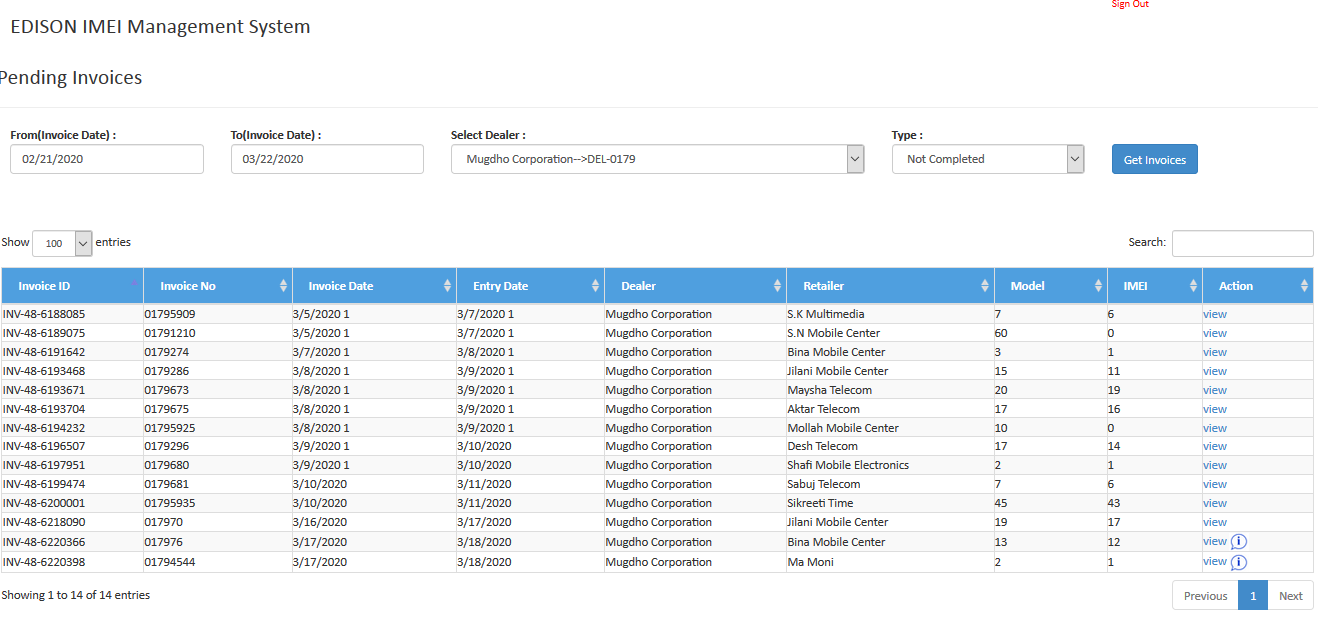 Sign Out
EDISON IMEI Management System
Pending Invoices
From(Invoice Date) : To(Invoice Date) : Select Dealer : Type :
02/21/2020 03/22/2020 Mugdho Corporation-->DEL-0179 Not Completed Get Invoices
Show 100 entries Search:
Invoice ID Invoice No Invoice Date Entry Date Dealer Retailer Model IMEI Action
INV-48-6188085 01795909 3/5/2020 1 3/7/2020 1 Mugdho Corporation S.K Multimedia 7 6 view
INV-48-6189075 01791210 3/5/2020 1 3/7/2020 1 Mugdho Corporation S.N Mobile Center 60 0 view
INV-48-6191642 0179274 3/7/2020 1 3/8/2020 1 Mugdho Corporation Bina Mobile Center 3 1 view
INV-48-6193468 0179286 3/8/2020 1 3/9/2020 1 Mugdho Corporation Jilani Mobile Center 15 11 view
INV-48-6193671 0179673 3/8/2020 1 3/9/2020 1 Mugdho Corporation Maysha Telecom 20 19 view
INV-48-6193704 0179675 3/8/2020 1 3/9/2020 1 Mugdho Corporation Aktar Telecom 17 16 view
INV-48-6194232 01795925 3/8/2020 1 3/9/2020 1 Mugdho Corporation Mollah Mobile Center 10 0 view
INV-48-6196507 0179296 3/9/2020 1 3/10/2020 Mugdho Corporation Desh Telecom 17 14 view
INV-48-6197951 0179680 3/9/2020 1 3/10/2020 Mugdho Corporation Shafi Mobile Electronics 2 1 view
INV-48-6199474 0179681 3/10/2020 3/11/2020 Mugdho Corporation Sabuj Telecom 7 6 view
INV-48-6200001 01795935 3/10/2020 3/11/2020 Mugdho Corporation Sikreeti Time 45 43 view
INV-48-6218090 017970 3/16/2020 3/17/2020 Mugdho Corporation Jilani Mobile Center 19 17 view
INV-48-6220366 017976 3/17/2020 3/18/2020 Mugdho Corporation Bina Mobile Center 13 12 view i
INV-48-6220398 01794544 3/17/2020 3/18/2020 Mugdho Corporation Ma Moni 2 1 view i
Showing 1 to 14 of 14 entries Previous 1 Next